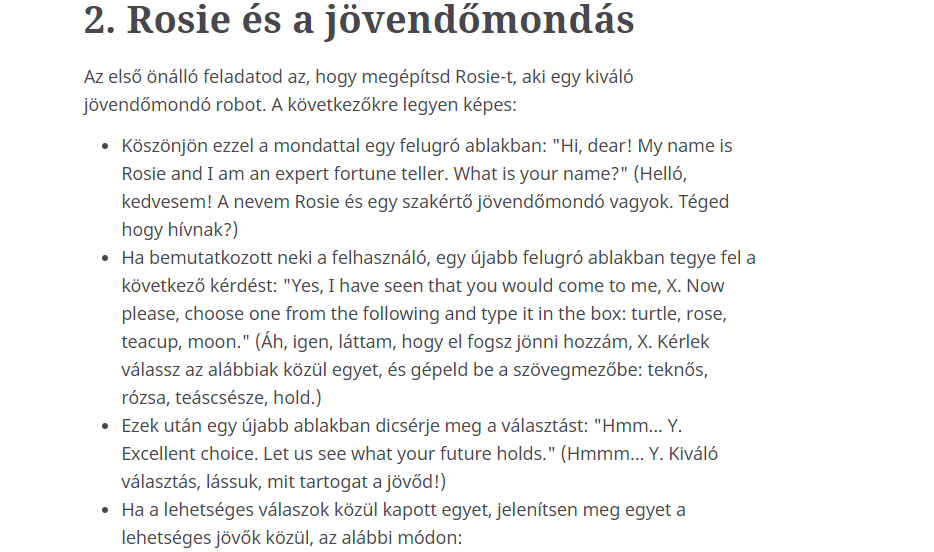 2. Rosie és a jövendőmondás
Az első önálló feladatod az, hogy megépítsd Rosie-t, aki egy kiváló
jövendőmondó robot. A következőkre legyen képes:
• Köszönjön ezzel a mondattal egy felugró ablakban: "Hi, dear! My name is
Rosie and I am an expert fortune teller. What is your name?" (Helló,
kedvesem! A nevem Rosie és egy szakértő jövendőmondó vagyok. Téged
hogy hívnak?)
• Ha bemutatkozott neki a felhasználó, egy újabb felugró ablakban tegye fel a
következő kérdést: "Yes, I have seen that you would come to me, X. Now
please, choose one from the following and type it in the box: turtle, rose,
teacup, moon." (Áh, igen, láttam, hogy el fogsz jönni hozzám, X. Kérlek
válassz az alábbiak közül egyet, és gépeld be a szövegmezőbe: teknős,
rózsa, teáscsésze, hold.)
• Ezek után egy újabb ablakban dicsérje meg a választást: "Hmm... Y.
Excellent choice. Let us see what your future holds." (Hmmm... Y. Kiváló
választás, lássuk, mit tartogat a jövőd!)
• Ha a lehetséges válaszok közül kapott egyet, jelenítsen meg egyet a
lehetséges jövők közül, az alábbi módon: